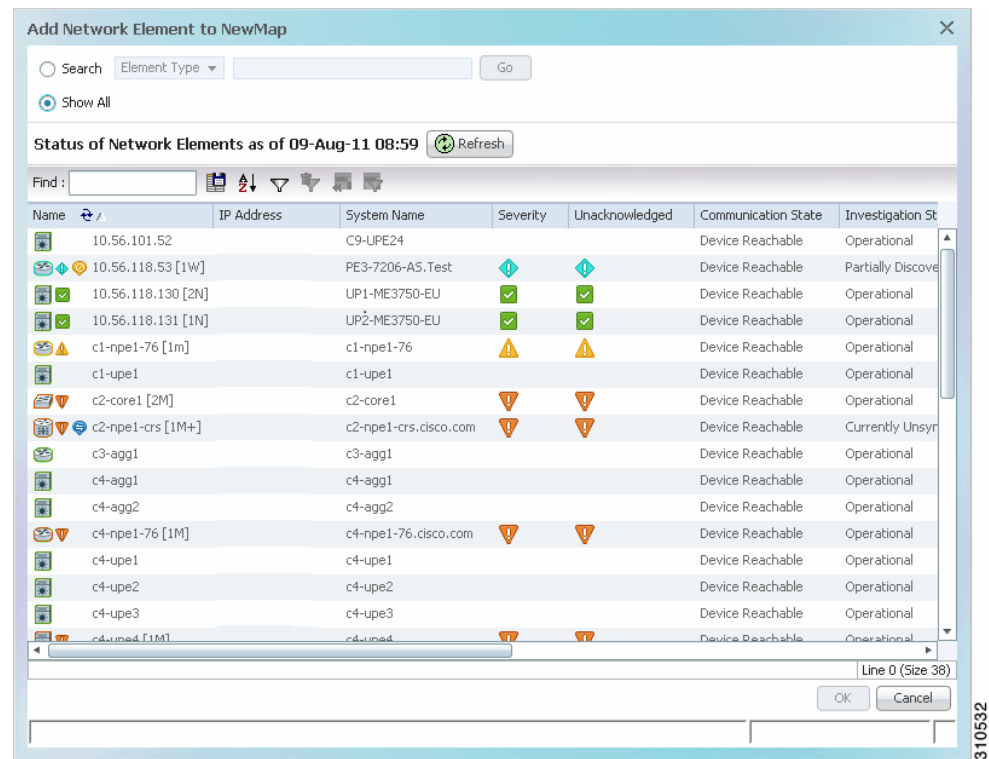 Add Network Element to NewMap
Search Element Type Go
Show All
Status of Network Elements as of 09-Aug-11 08:59 Refresh
Find :
Name IP Address System Name Severity Unacknowledged Communication State Investigation St
10.56.101.52 C9-UPE24 Device Reachable Operational
10.56.118.53 [1W] PE3-7206-AS.Test Device Reachable Partially Discove
10.56.118.130 [2N] UP1-ME3750-EU Device Reachable Operational
10.56.118.131 [1N] UP2-ME3750-EU Device Reachable Operational
c1-npe1-76 [1m] c1-npe1-76 Device Reachable Operational
c1-upe1 c1-upe1 Device Reachable Operational
c2-core1 [2M] c2-core1 Device Reachable Operational
c2-npe1-crs [1M+] c2-npe1-crs.cisco.com Device Reachable Currently Unsyn
c3-agg1 c3-agg1 Device Reachable Operational
c4-agg1 c4-agg1 Device Reachable Operational
c4-agg2 c4-agg2 Device Reachable Operational
c4-npe1-76 [1M] c4-npe1-76.cisco.com Device Reachable Operational
c4-upe1 c4-upe1 Device Reachable Operational
c4-upe2 c4-upe2 Device Reachable Operational
c4-upe3 c4-upe3 Device Reachable Operational
c4-upe4 [1M] c4-upe4 Device Reachable Operational
Line 0 (Size 38)
OK Cancel
310532